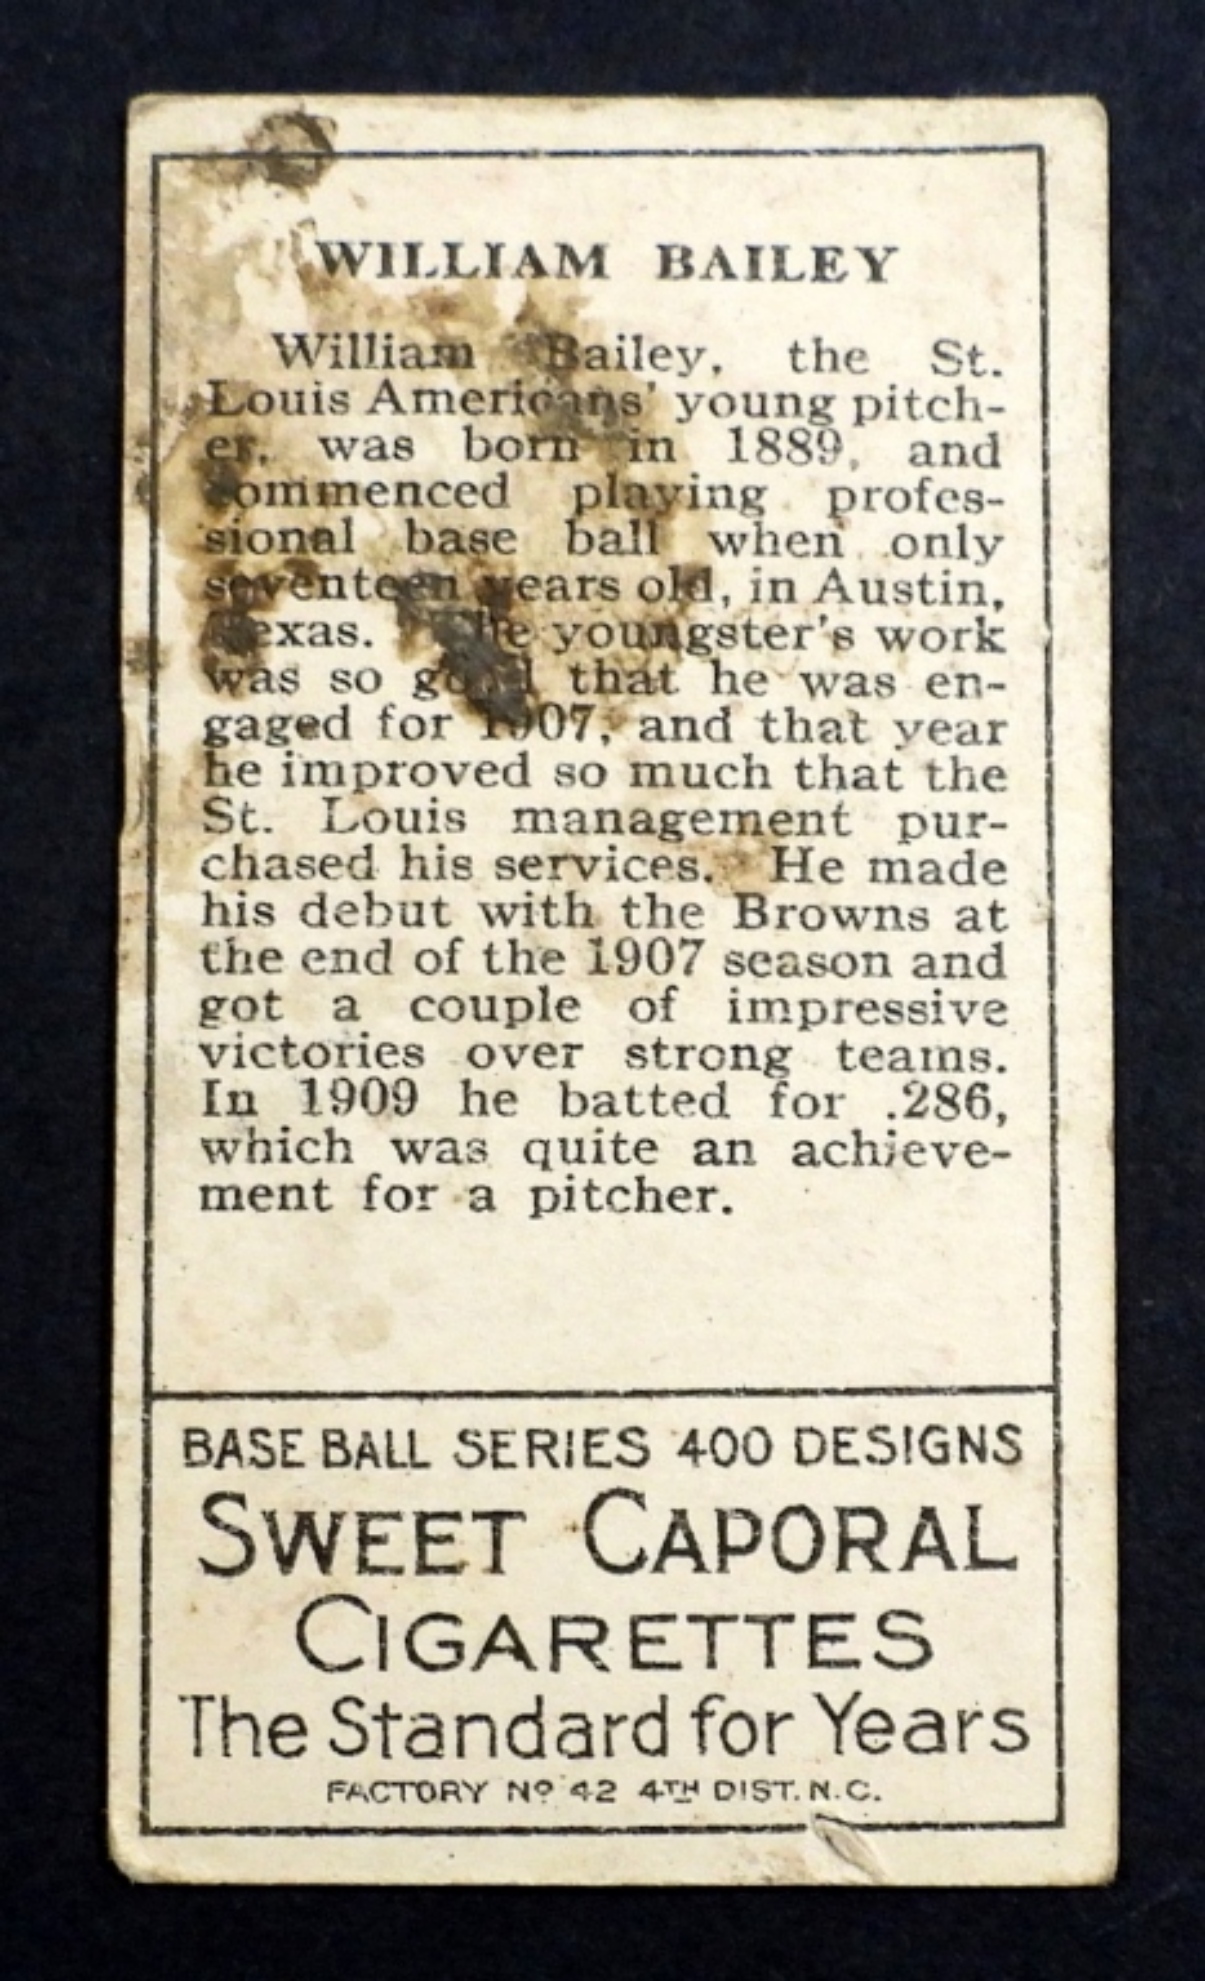 WILLIAM BAILEY
William Bailey, the St.
Louis Americans' young pitch-
er, was born in 1889, and
commenced playing profes-
sional base ball when only
seventeen years old, in Austin,
Texas. The youngster's work
was so good that he was en-
gaged for 1907, and that year
he improved so much that the
St. Louis management pur-
chased his services. He made
his debut with the Browns at
the end of the 1907 season and
got a couple of impressive
victories over strong teams.
In 1909 he batted for .286,
which was quite an achieve-
ment for a pitcher.
BASE BALL SERIES 400 DESIGNS
SWEET CAPORAL
CIGARETTES
The Standard for Years
FACTORY No 42 4TH DIST. N.C.